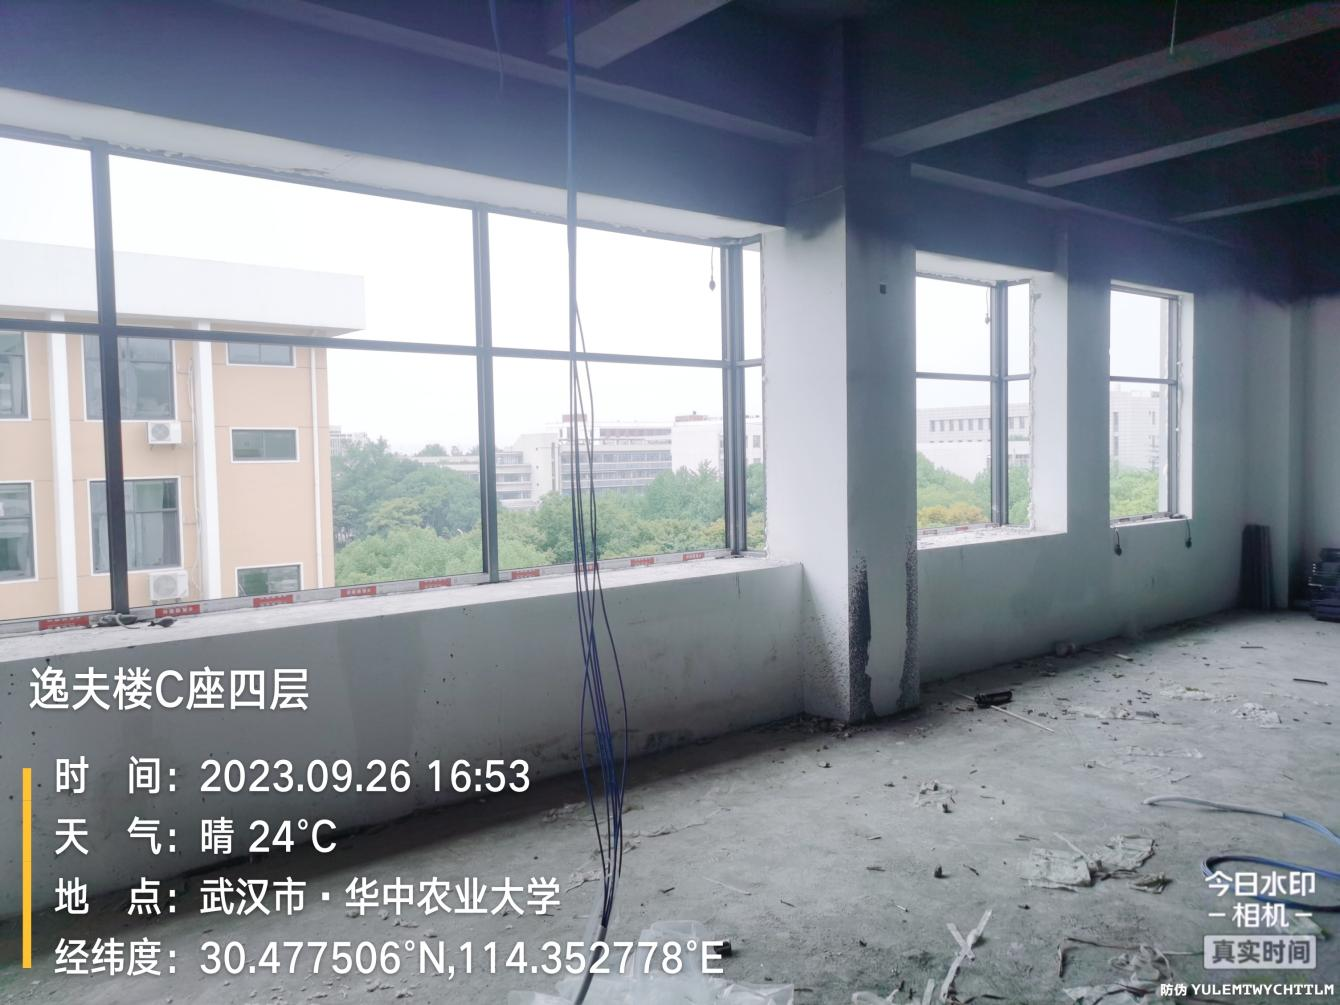 逸夫楼C座四层
时 间：2023.09.26 16:53
天 气：晴 24°C
地 点：武汉市·华中农业大学
经纬度：30.477506°N,114.352778°E
今日水印
-相机-
真实时间
防伪 YULEMTWYCHTTLM